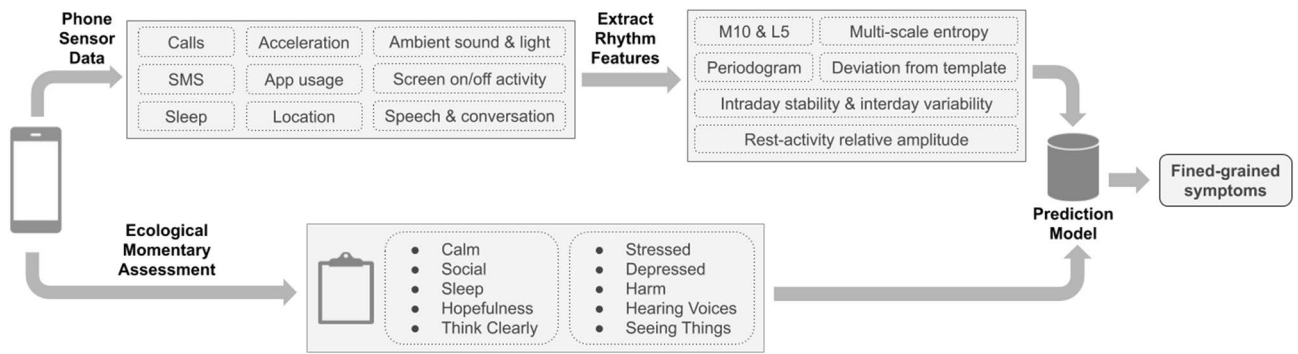 Phone
Sensor
Data
Calls
Acceleration
Ambient sound & light
SMS
App usage
Screen on/off activity
Sleep
Location
Speech & conversation
Extract
Rhythm
Features
M10 & L5
Multi-scale entropy
Periodogram
Deviation from template
Intraday stability & interday variability
Rest-activity relative amplitude
Prediction
Model
Fined-grained
symptoms
Ecological
Momentary
Assessment
● Calm
● Social
● Sleep
● Hopefulness
● Think Clearly
● Stressed
● Depressed
● Harm
● Hearing Voices
● Seeing Things